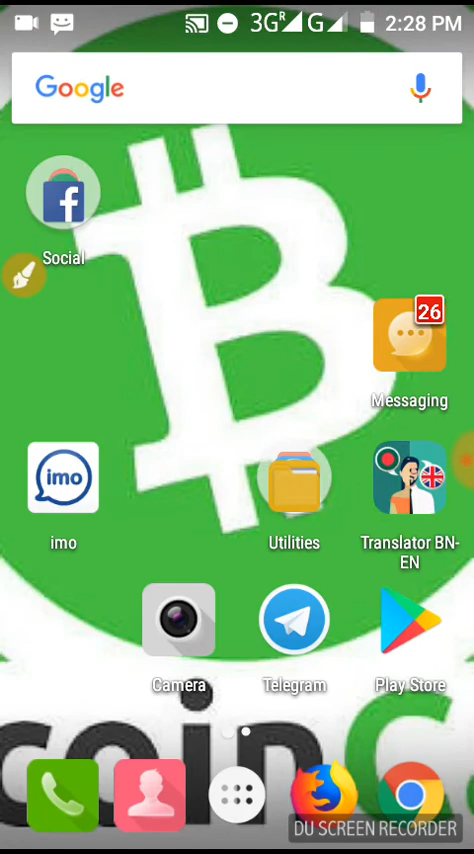 3G R G 2:28 PM
Google
f
Social
26
Messaging
imo
imo
Utilities
Translator BN-
EN
Camera
Telegram
Play Store
coin Ca
DU SCREEN RECORDER